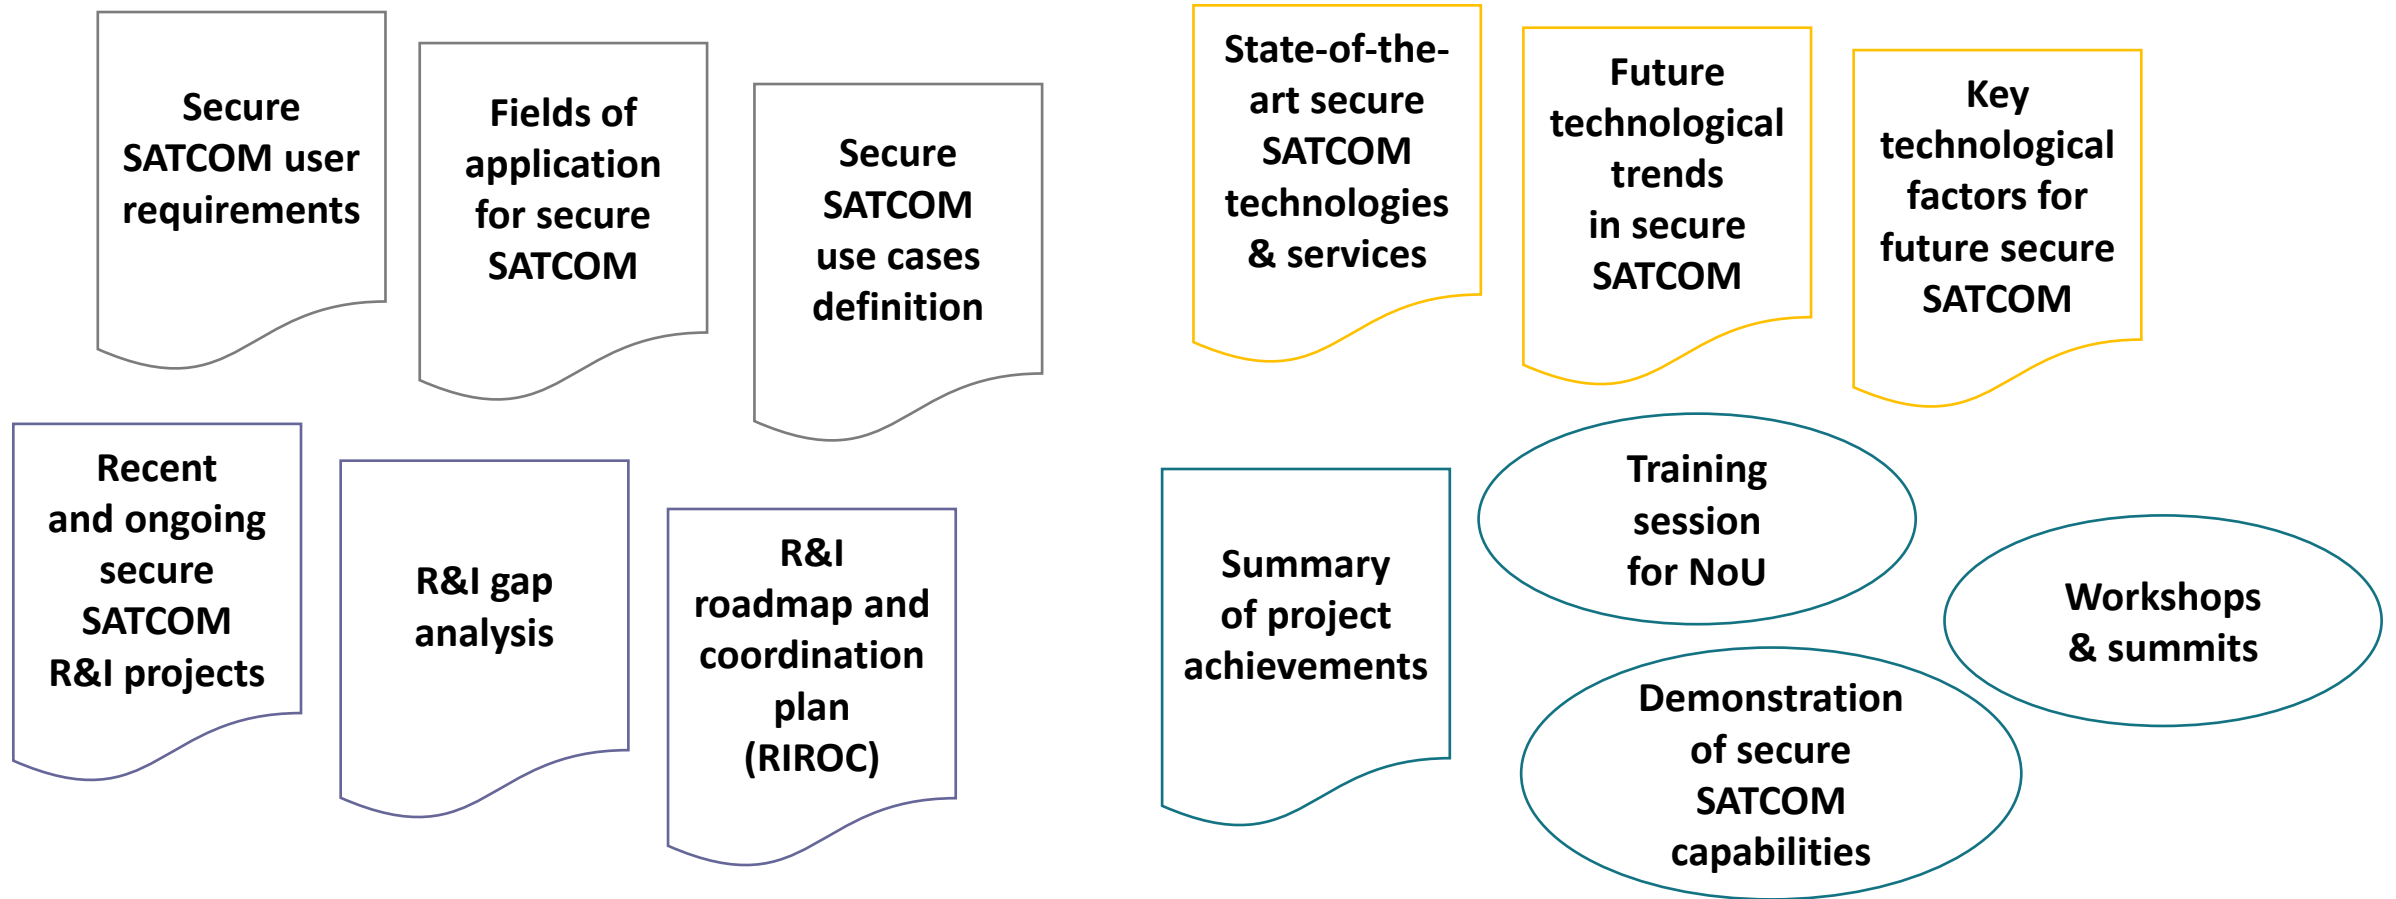 Secure
SATCOM user
requirements
Fields of
application
for secure
SATCOM
Secure
SATCOM
use cases
definition
State-of-the-
art secure
SATCOM
technologies
& services
Future
technological
trends
in secure
SATCOM
Key
technological
factors for
future secure
SATCOM
Recent
and ongoing
secure
SATCOM
R&I projects
R&I gap
analysis
R&I
roadmap and
coordination
plan
(RIROC)
Summary
of project
achievements
Training
session
for NoU
Workshops
& summits
Demonstration
of secure
SATCOM
capabilities